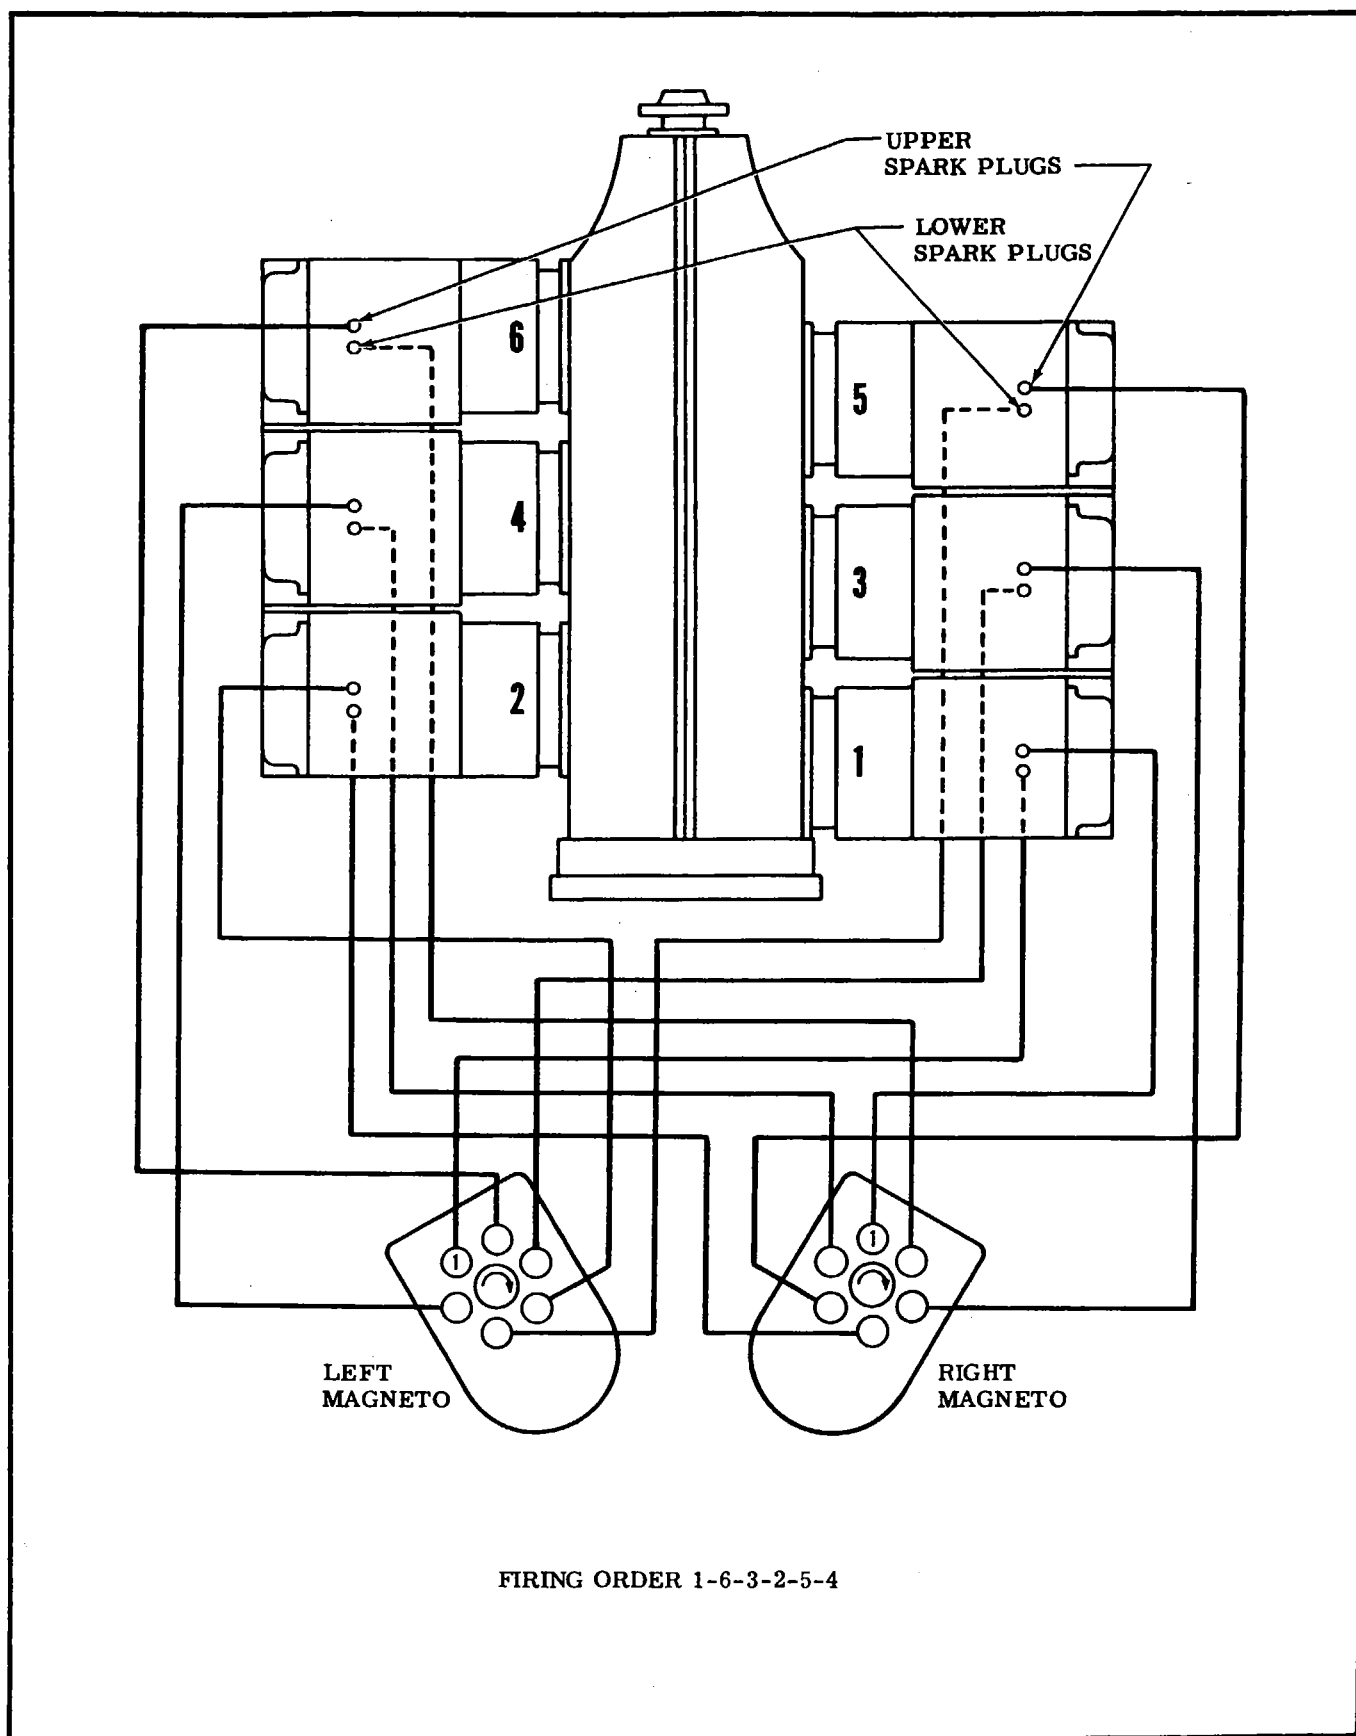 UPPER
SPARK PLUGS
LOWER
SPARK PLUGS
6
5
4
3
2
1
1
1
LEFT
MAGNETO
RIGHT
MAGNETO
FIRING ORDER 1-6-3-2-5-4